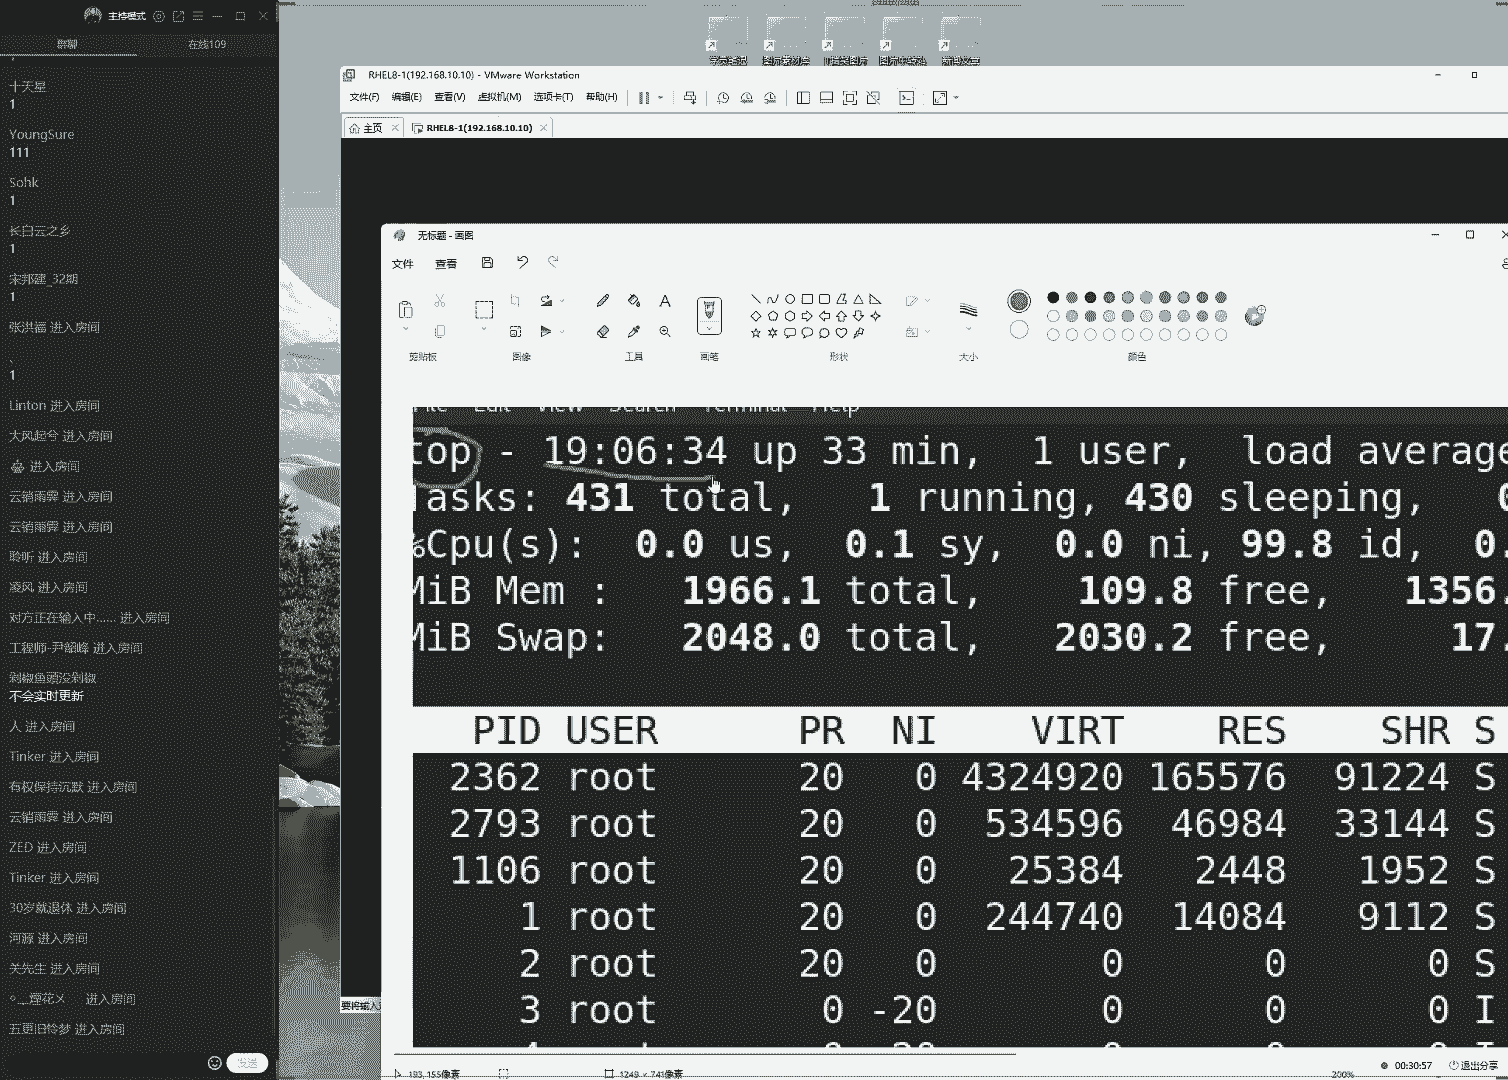 主持模式
群聊 在线109
十天星
1
YoungSure
111
Sohk
1
长白云之乡
1
宋邦建_32期
1
张洪福 进入房间
、
1
Linton 进入房间
大风起兮 进入房间
进入房间
云销雨霁 进入房间
云销雨霁 进入房间
聆听 进入房间
凌风 进入房间
对方正在输入中...... 进入房间
工程师-尹韶峰 进入房间
剁椒鱼头没剁椒
不会实时更新
人 进入房间
Tinker 进入房间
有权保持沉默 进入房间
云销雨霁 进入房间
ZED 进入房间
Tinker 进入房间
30岁就退休 进入房间
河源 进入房间
关先生 进入房间
进入房间
五更旧怜梦 进入房间
发送
RHEL8-1(192.168.10.10) - VMware Workstation
文件(F) 编辑(E) 查看(V) 虚拟机(M) 选项卡(T) 帮助(H)
主页 RHEL8-1(192.168.10.10)
无标题 - 画图
文件 查看
剪贴板 图像 工具 画笔 形状 大小 颜色
File Edit View Search Terminal Help
top - 19:06:34 up 33 min, 1 user, load average
Tasks: 431 total, 1 running, 430 sleeping, 0
%Cpu(s): 0.0 us, 0.1 sy, 0.0 ni, 99.8 id, 0.
MiB Mem : 1966.1 total, 109.8 free, 1356.
MiB Swap: 2048.0 total, 2030.2 free, 17.
PID USER PR NI VIRT RES SHR S
2362 root 20 0 4324920 165576 91224 S
2793 root 20 0 534596 46984 33144 S
1106 root 20 0 25384 2448 1952 S
1 root 20 0 244740 14084 9112 S
2 root 20 0 0 0 0 S
3 root 0 -20 0 0 0 I
要将输入
193, 155像素 1249 × 741像素 200%
00:30:57 退出分享